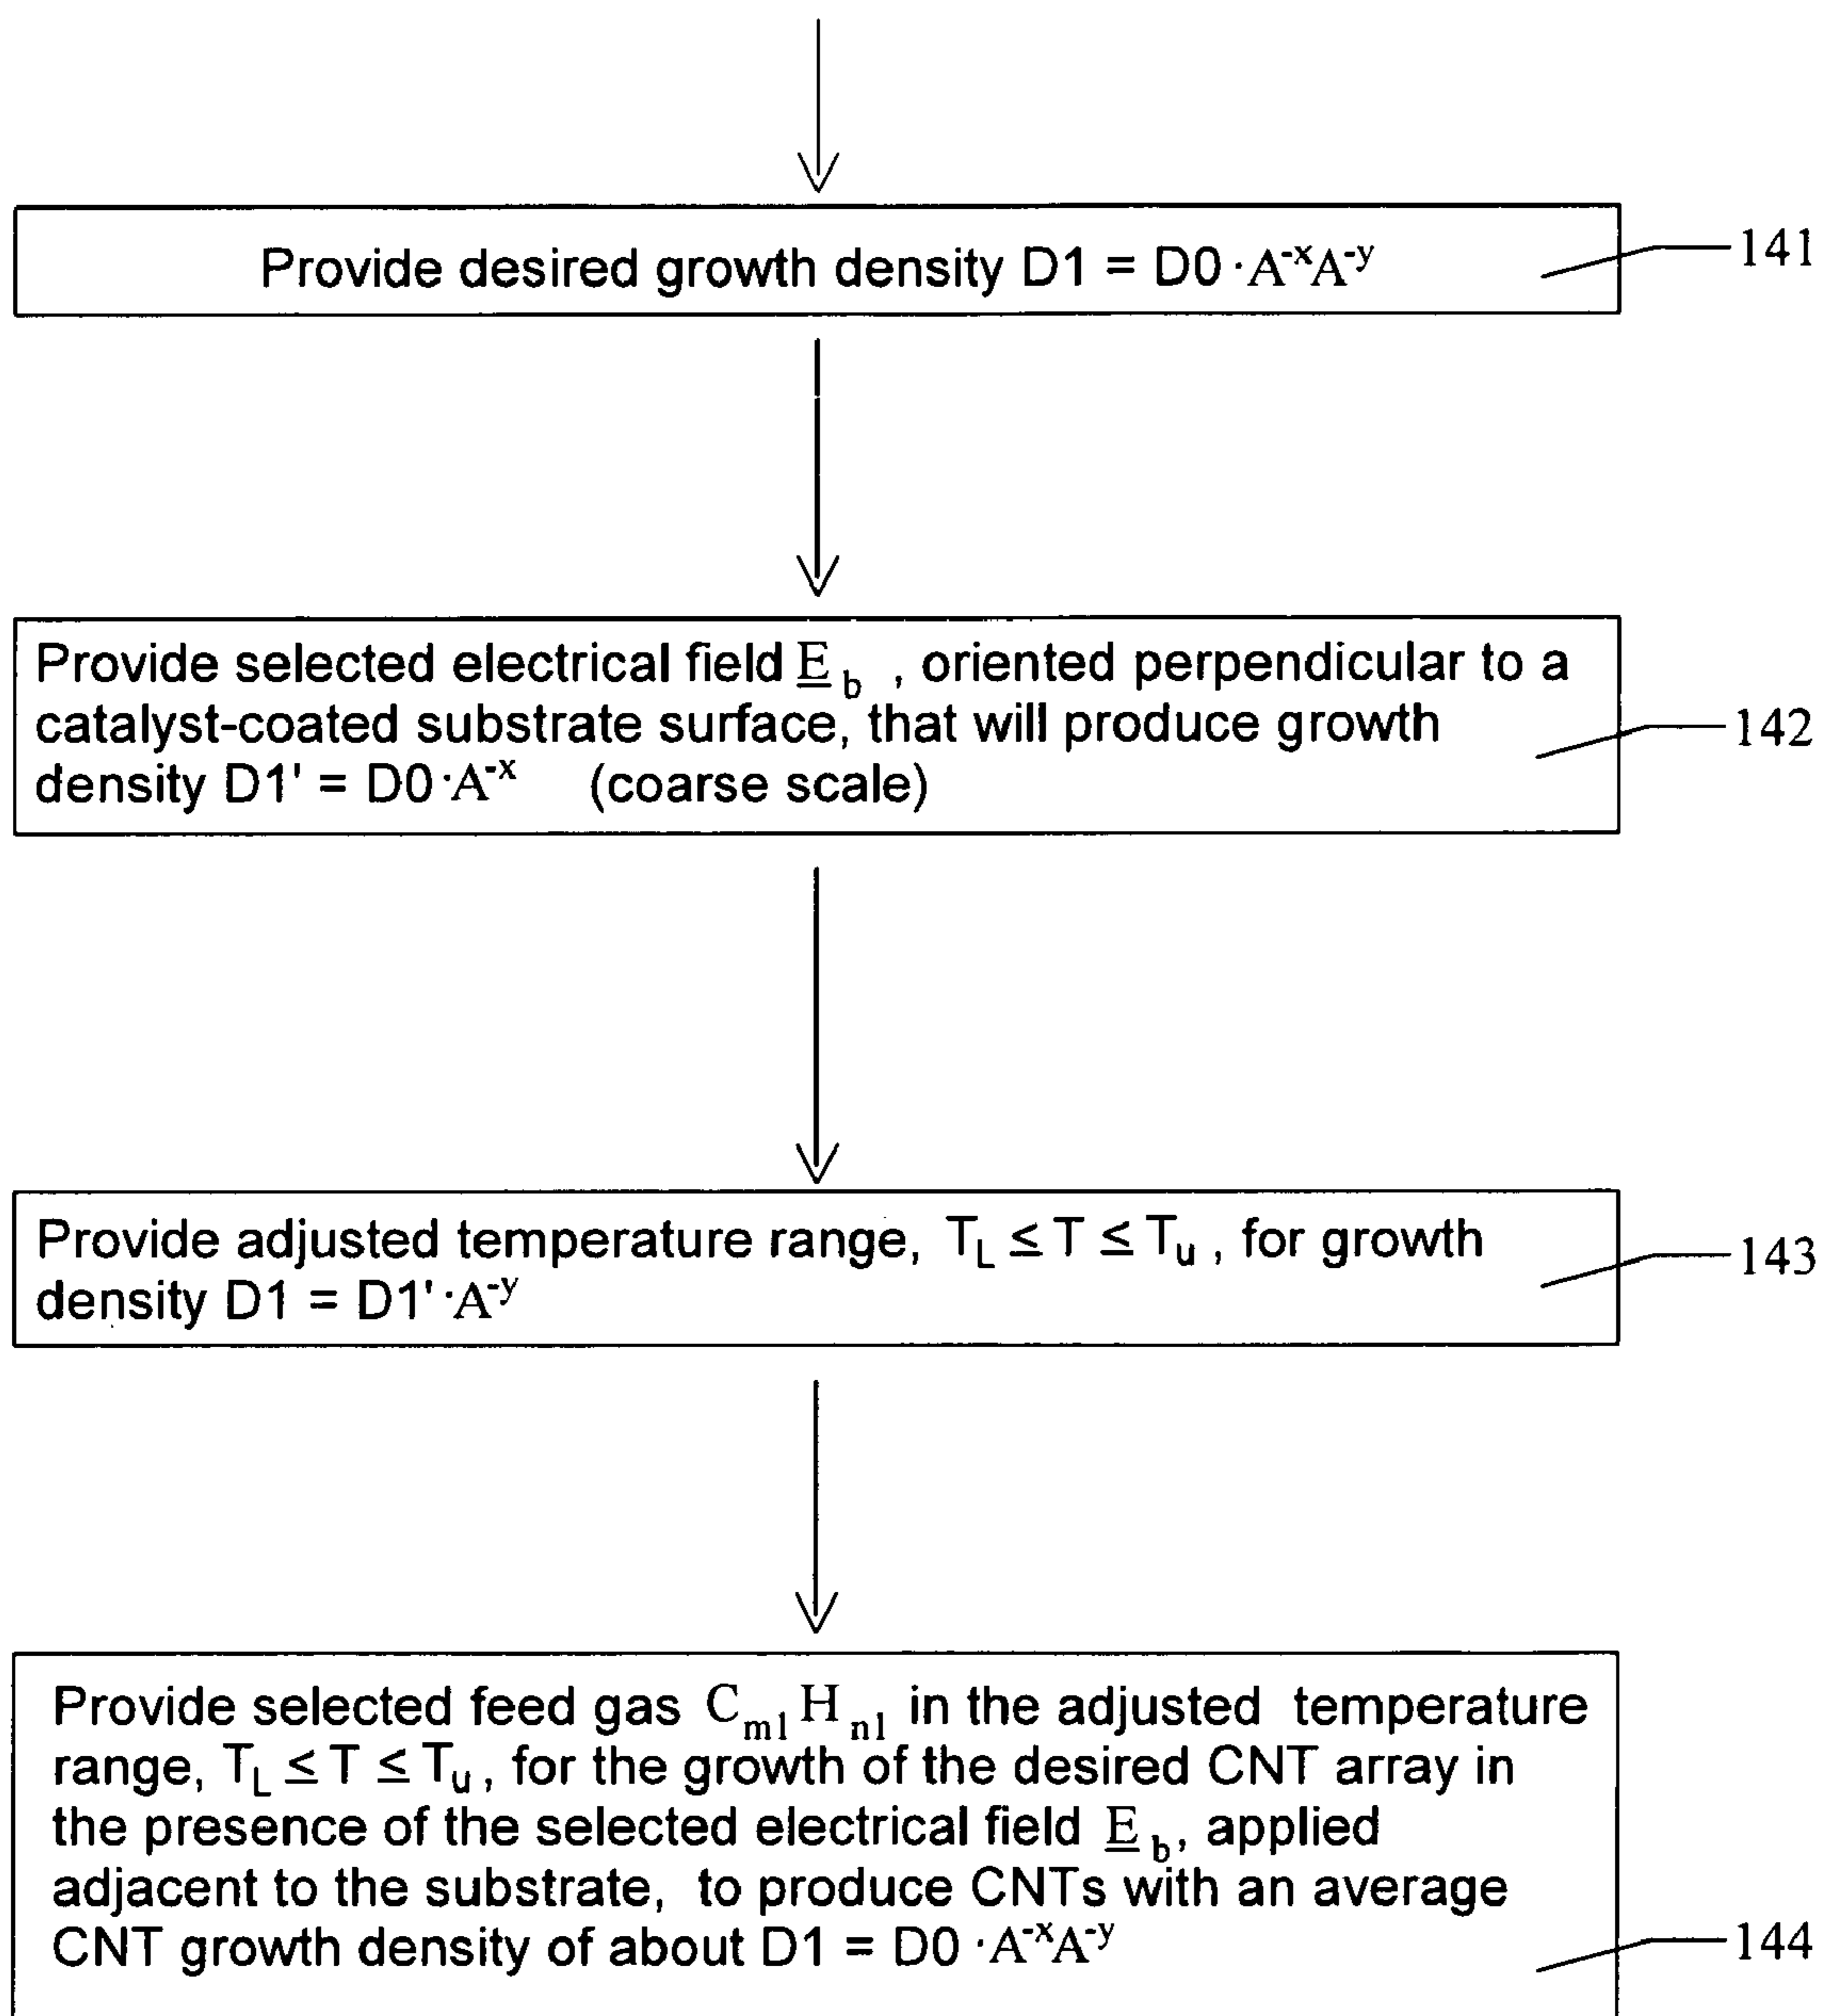 Provide desired growth density D1 = D0 · A⁻ˣA⁻ʸ
141
Provide selected electrical field E̲ b , oriented perpendicular to a
catalyst-coated substrate surface, that will produce growth
density D1' = D0 · A⁻ˣ (coarse scale)
142
Provide adjusted temperature range, T_L ≤ T ≤ T_u , for growth
density D1 = D1' · A⁻ʸ
143
Provide selected feed gas C_m1 H_n1 in the adjusted temperature
range, T_L ≤ T ≤ T_u , for the growth of the desired CNT array in
the presence of the selected electrical field E̲ b, applied
adjacent to the substrate, to produce CNTs with an average
CNT growth density of about D1 = D0 · A⁻ˣA⁻ʸ
144